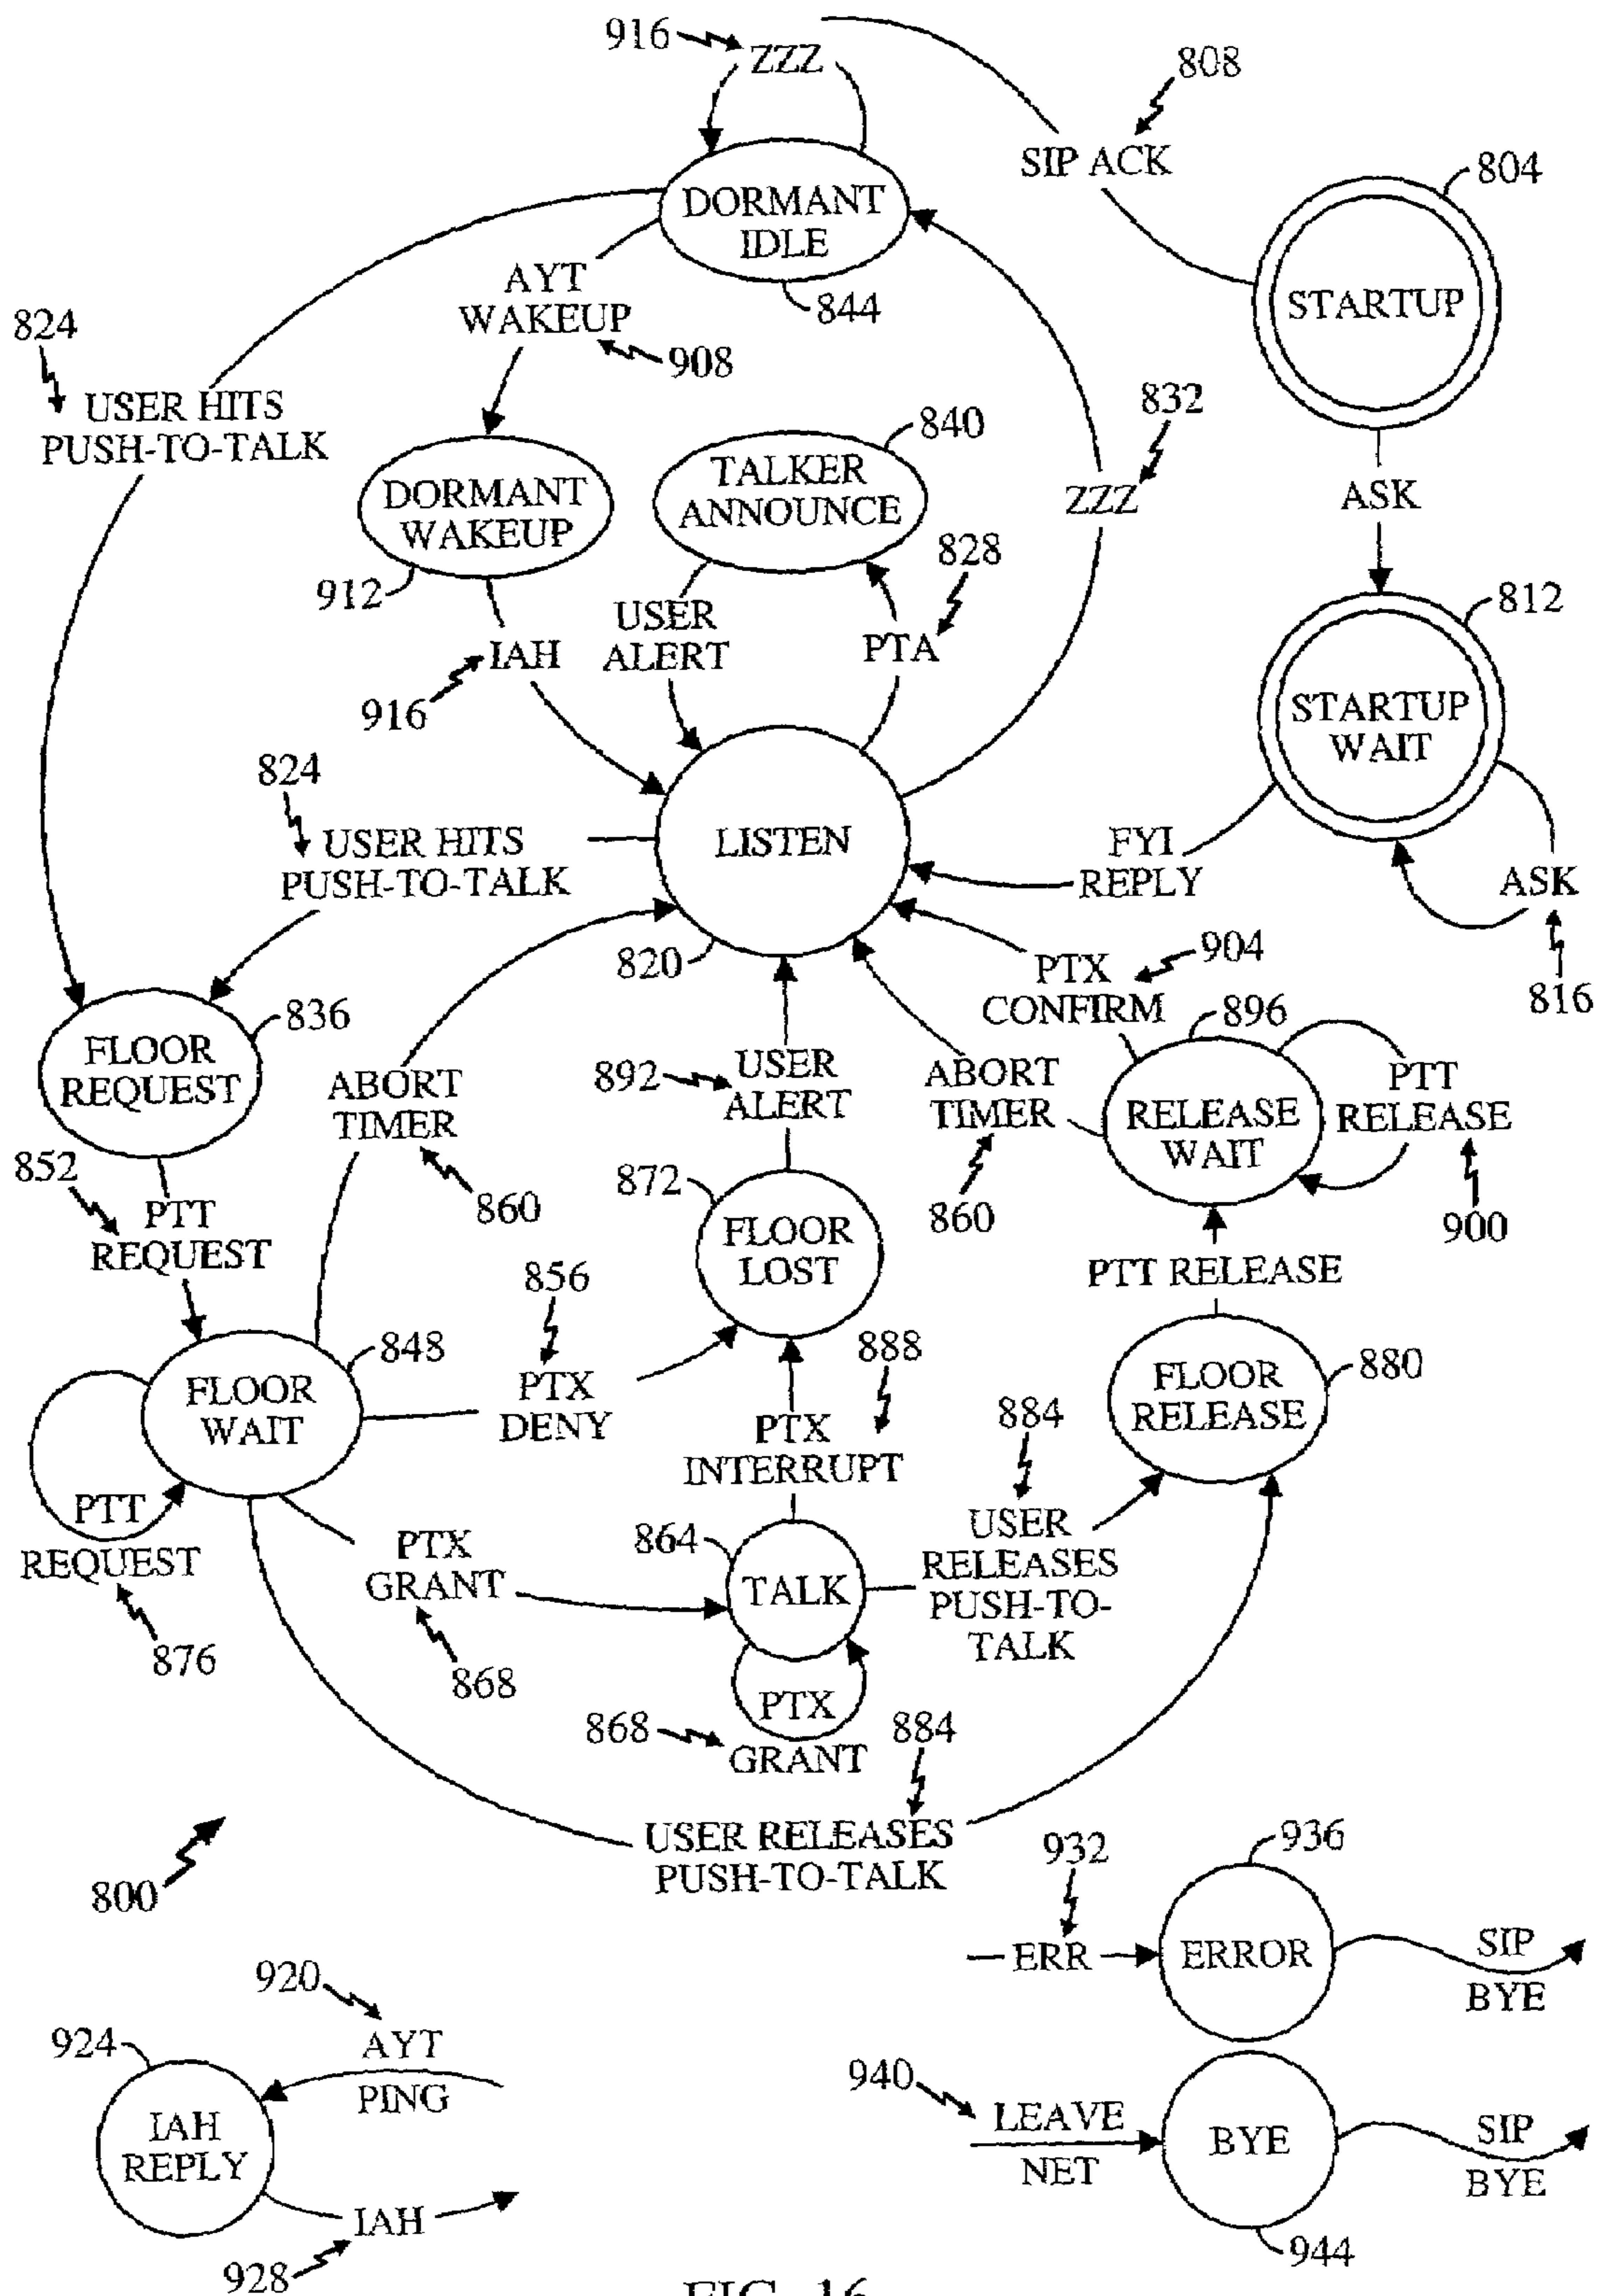 916
ZZZ
808
SIP ACK
804
STARTUP
DORMANT
IDLE
844
AYT
WAKEUP
908
824
USER HITS
PUSH-TO-TALK
832
ZZZ
ASK
840
TALKER
ANNOUNCE
DORMANT
WAKEUP
912
828
PTA
USER
ALERT
IAH
916
812
STARTUP
WAIT
824
USER HITS
PUSH-TO-TALK
LISTEN
820
FYI
REPLY
ASK
816
904
PTX
CONFIRM
836
FLOOR
REQUEST
ABORT
TIMER
860
892
USER
ALERT
ABORT
TIMER
860
896
RELEASE
WAIT
PTT
RELEASE
900
852
PTT
REQUEST
872
FLOOR
LOST
PTT RELEASE
856
PTX
DENY
848
FLOOR
WAIT
888
PTX
INTERRUPT
880
FLOOR
RELEASE
884
USER
RELEASES
PUSH-TO-
TALK
PTT
REQUEST
876
PTX
GRANT
868
864
TALK
PTX
GRANT
868
884
USER RELEASES
PUSH-TO-TALK
800
932
ERR
936
ERROR
SIP
BYE
920
AYT
PING
924
IAH
REPLY
IAH
928
940
LEAVE
NET
BYE
944
SIP
BYE
FIG. 16